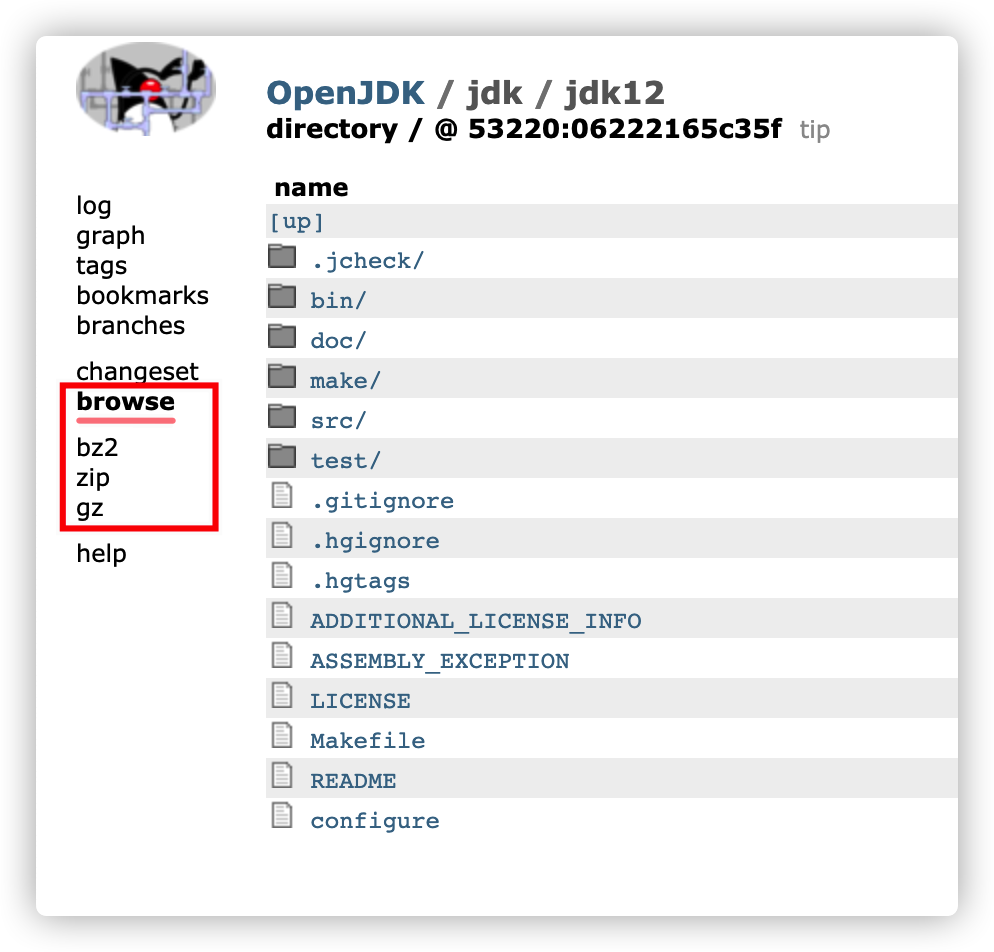 OpenJDK / jdk / jdk12
directory / @ 53220:06222165c35f tip
log
graph
tags
bookmarks
branches
changeset
browse
bz2
zip
gz
help
name
[up]
.jcheck/
bin/
doc/
make/
src/
test/
.gitignore
.hgignore
.hgtags
ADDITIONAL_LICENSE_INFO
ASSEMBLY_EXCEPTION
LICENSE
Makefile
README
configure